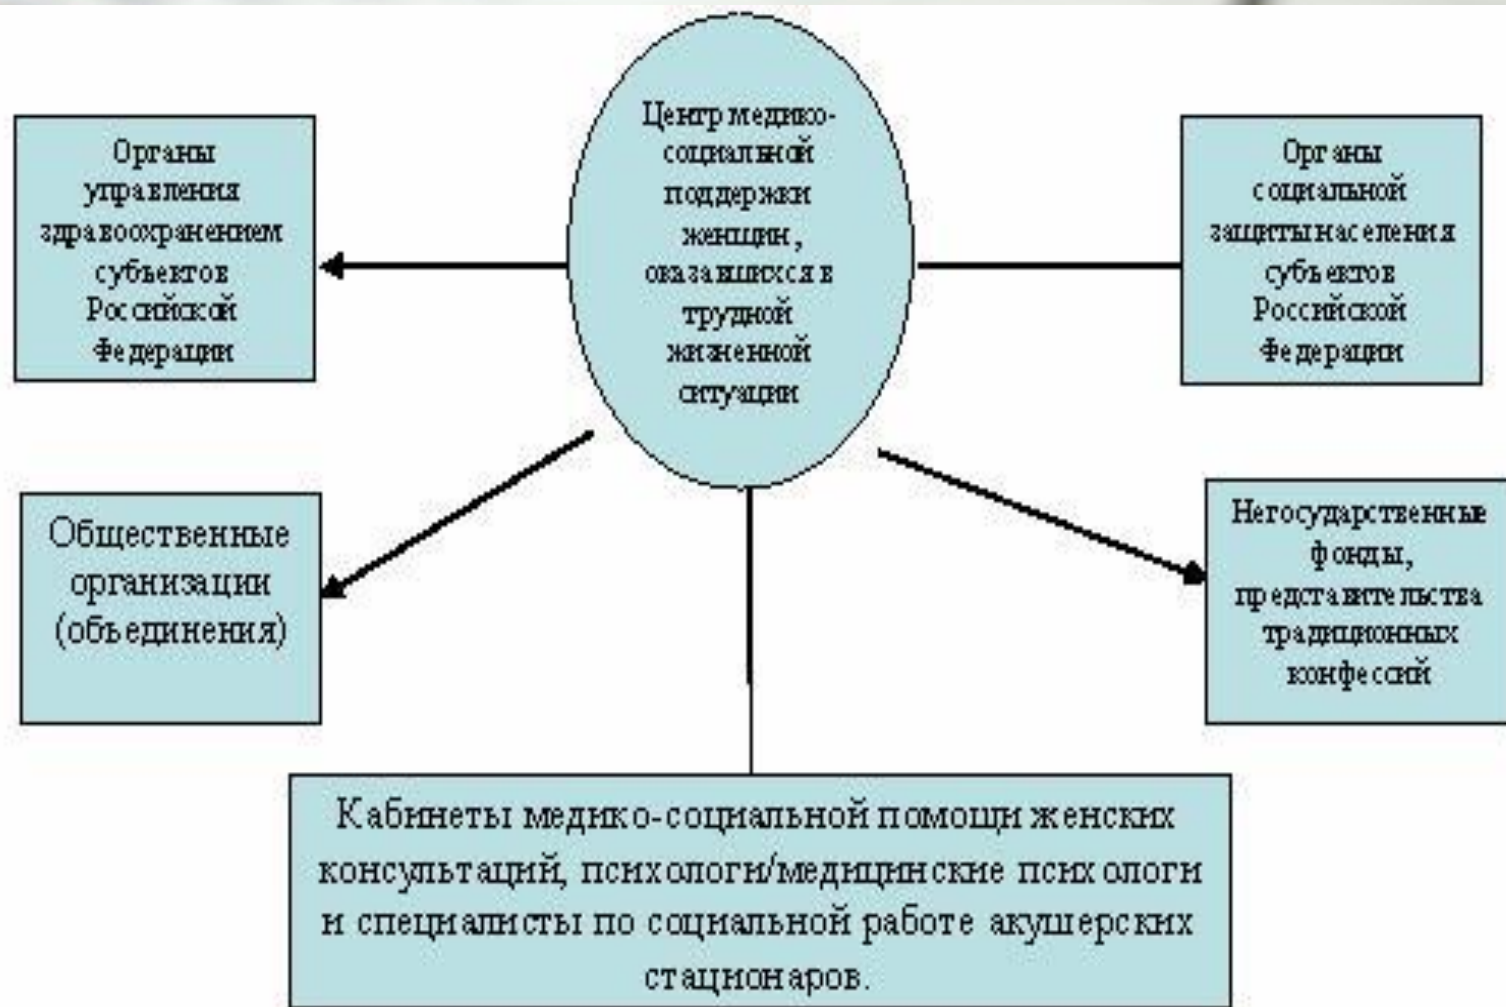 Центр медико-
социальной
поддержки
женщин,
оказавшихся в
трудной
жизненной
ситуации
Органы
управления
здравоохранением
субъектов
Российской
Федерации
Органы
социальной
защиты населения
субъектов
Российской
Федерации
Общественные
организации
(объединения)
Негосударственные
фонды,
представительства
традиционных
конфессий
Кабинеты медико-социальной помощи женских
консультаций, психологи/медицинские психологи
и специалисты по социальной работе акушерских
стационаров.